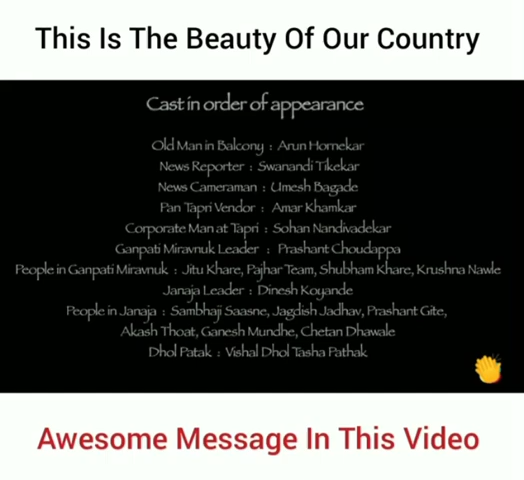 This Is The Beauty Of Our Country
Cast in order of appearance
Old Man in Balcony : Arun Hornekar
News Reporter : Swanandi Tikekar
News Cameraman : Umesh Bagade
Pan Tapri Vendor : Amar Khamkar
Corporate Man at Tapri : Sohan Nandivadekar
Ganpati Miravnuk Leader : Prashant Choudappa
People in Ganpati Miravnuk : Jitu Khare, Pajhar Team, Shubham Khare, Krushna Nawle
Janaja Leader : Dinesh Koyande
People in Janaja : Sambhaji Saasne, Jagdish Jadhav, Prashant Gite,
Akash Thoat, Ganesh Mundhe, Chetan Dhawale
Dhol Patak : Vishal Dhol Tasha Pathak
Awesome Message In This Video